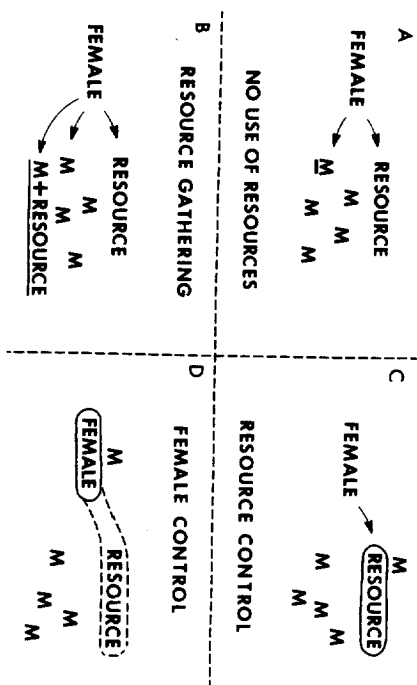 A
RESOURCE
FEMALE M
M
M
M M
NO USE OF RESOURCES
C
M
RESOURCE
FEMALE
M
M
M
M
RESOURCE CONTROL
B
RESOURCE GATHERING
RESOURCE
FEMALE M
M
M M
M+RESOURCE
D
FEMALE CONTROL
M RESOURCE
FEMALE
M
M
M
M